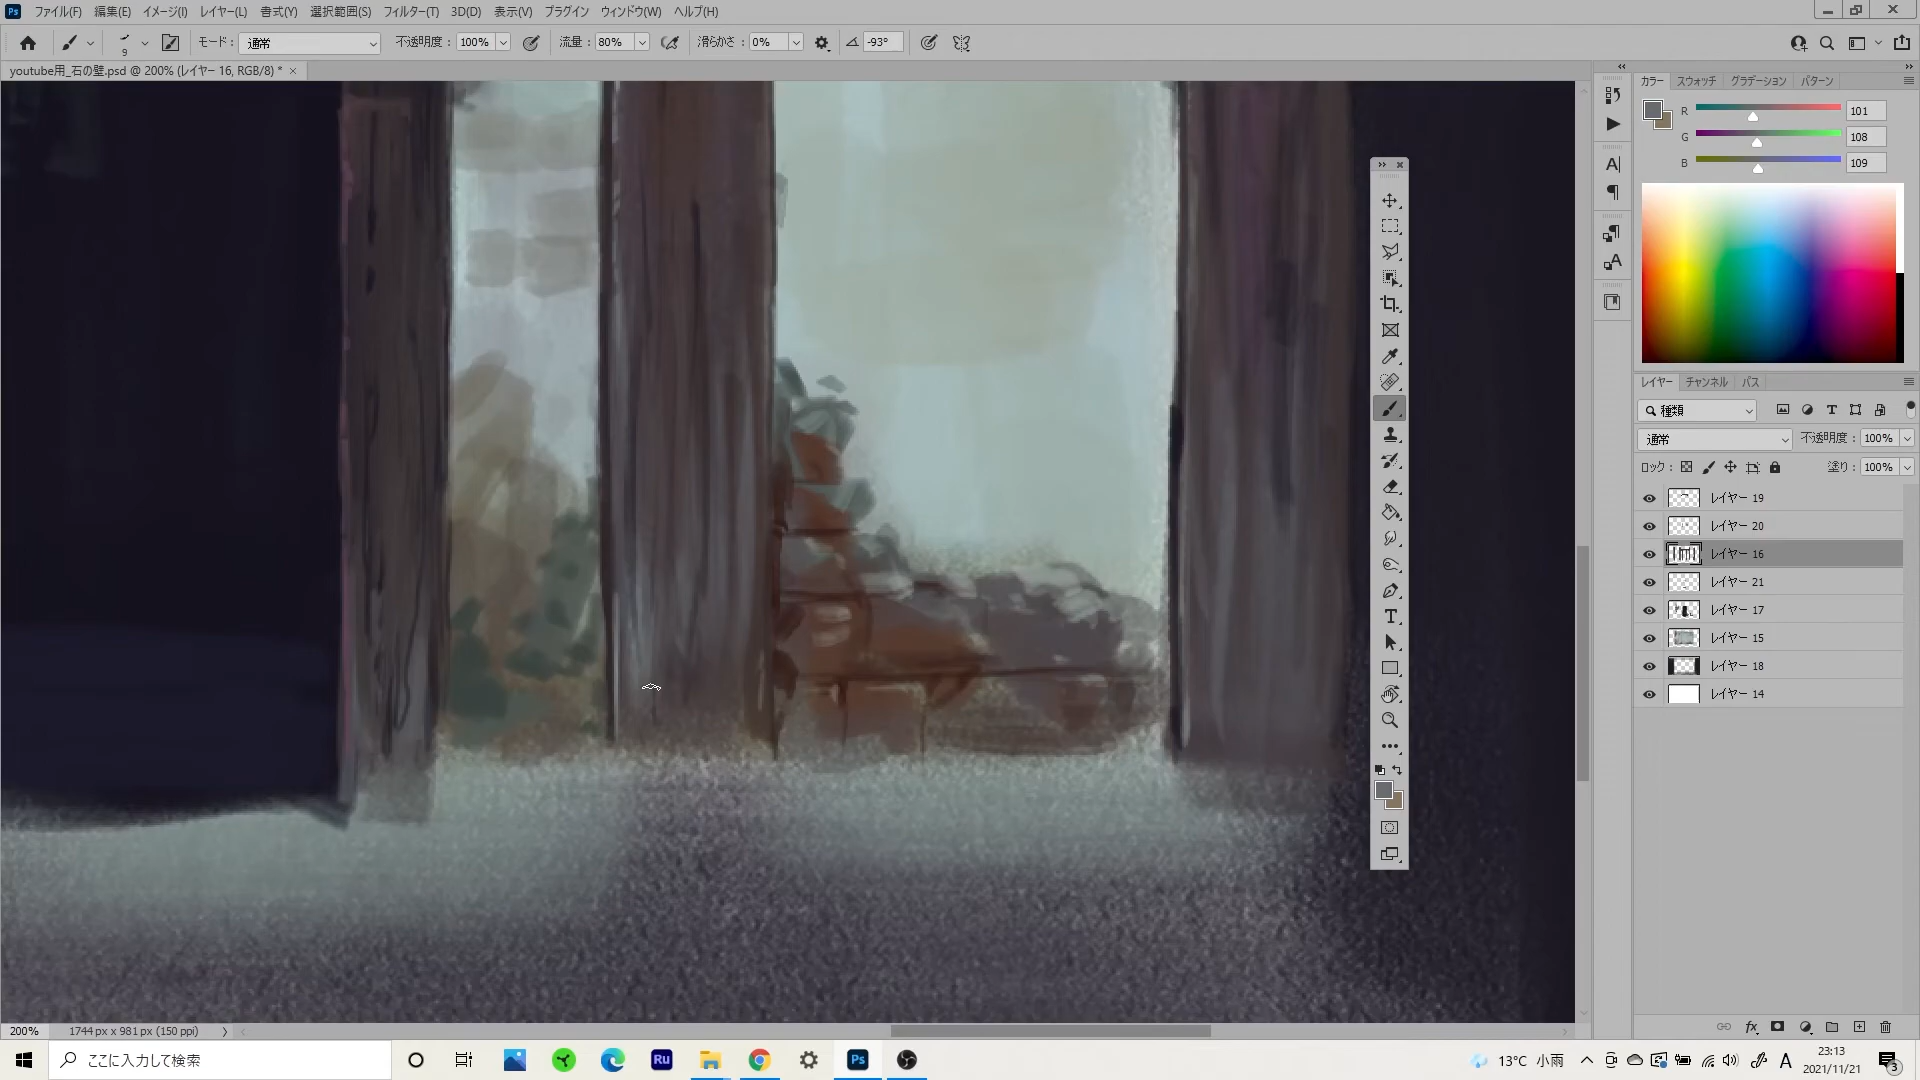 Ps ファイル(F) 編集(E) イメージ(I) レイヤー(L) 書式(Y) 選択範囲(S) フィルター(T) 3D(D) 表示(V) プラグイン ウィンドウ(W) ヘルプ(H)
9 モード : 通常 不透明度 : 100% 流量 : 80% 滑らかさ : 0% -93°
youtube用_石の壁.psd @ 200% (レイヤー 16, RGB/8) * ×
カラー スウォッチ グラデーション パターン
R 101
G 108
B 109
レイヤー チャンネル パス
種類
通常 不透明度 : 100%
ロック : 塗り : 100%
レイヤー 19
レイヤー 20
レイヤー 16
レイヤー 21
レイヤー 17
レイヤー 15
レイヤー 18
レイヤー 14
200% 1744 px x 981 px (150 ppi)
ここに入力して検索
Ru Ps 13°C 小雨 A 23:13
2021/11/21
3